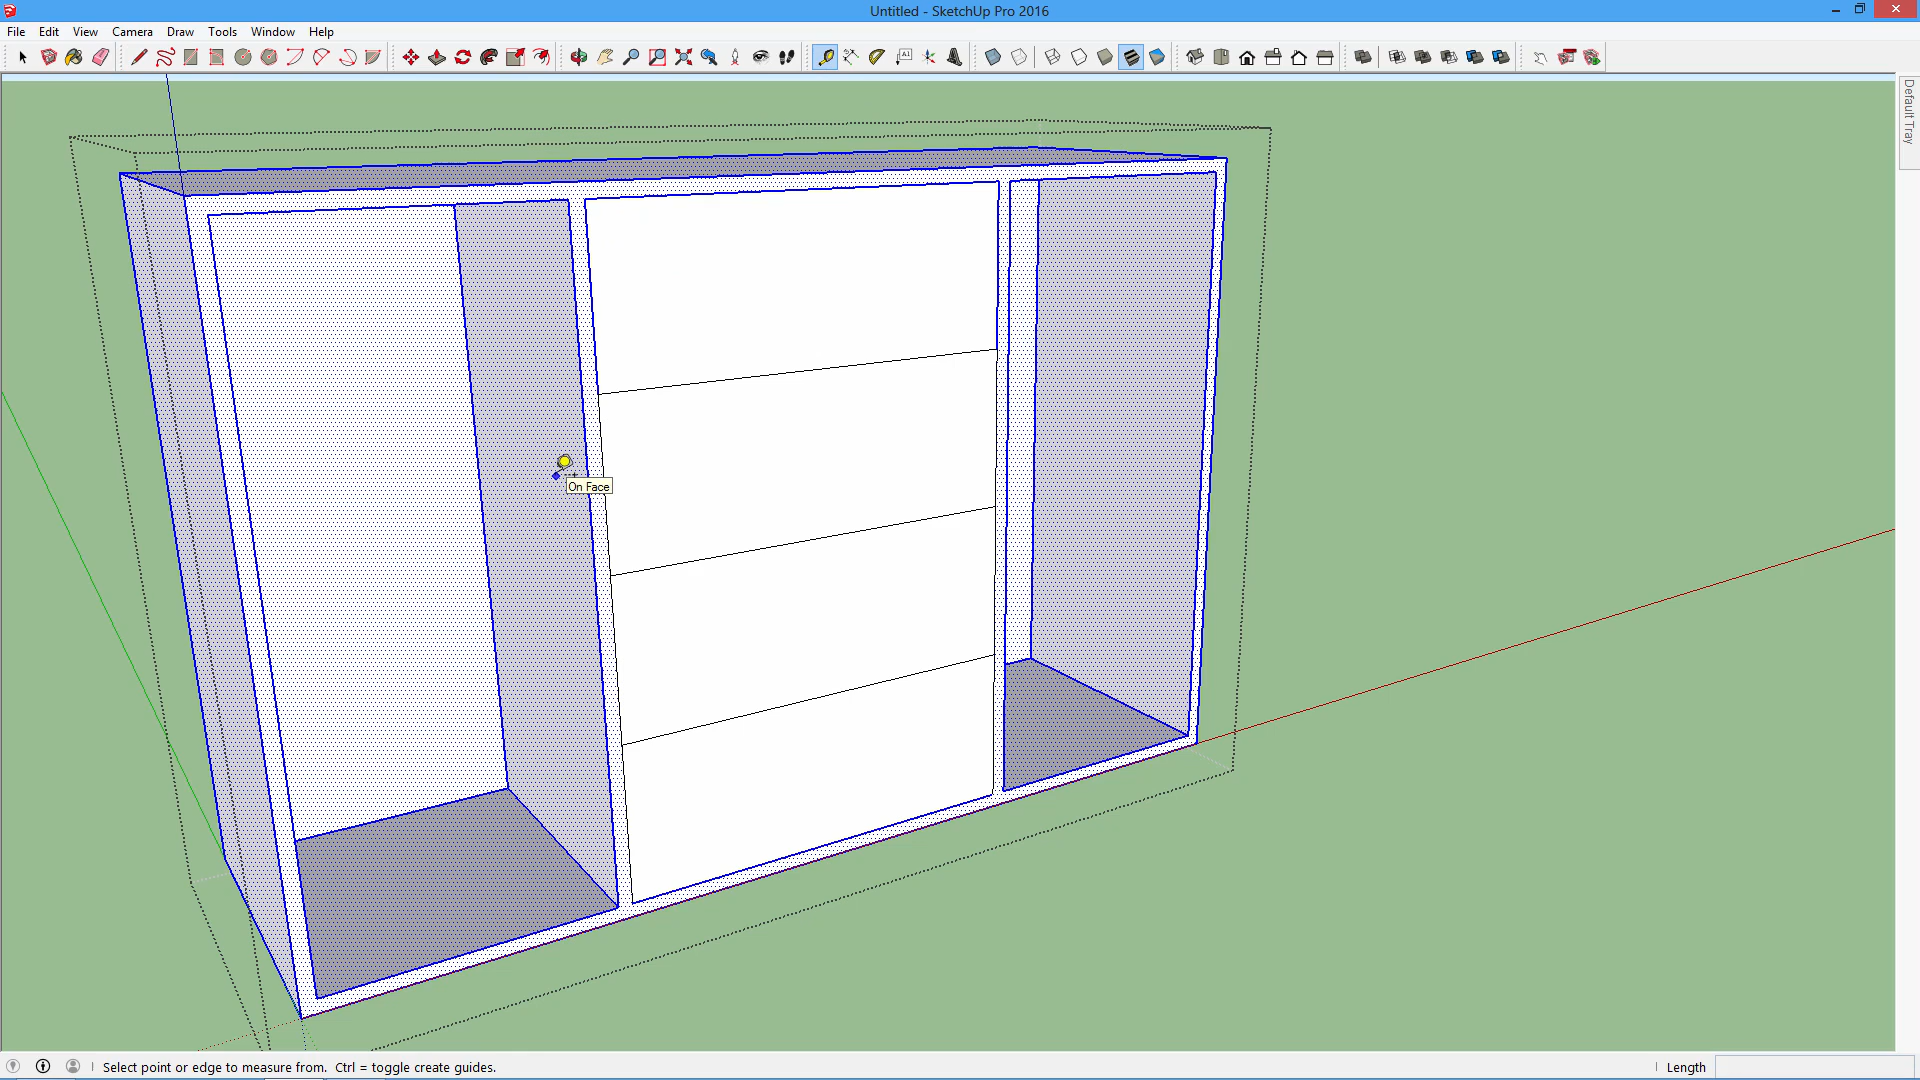 Untitled - SketchUp Pro 2016
File Edit View Camera Draw Tools Window Help
A1
Default Tray
On Face
Select point or edge to measure from. Ctrl = toggle create guides.
Length